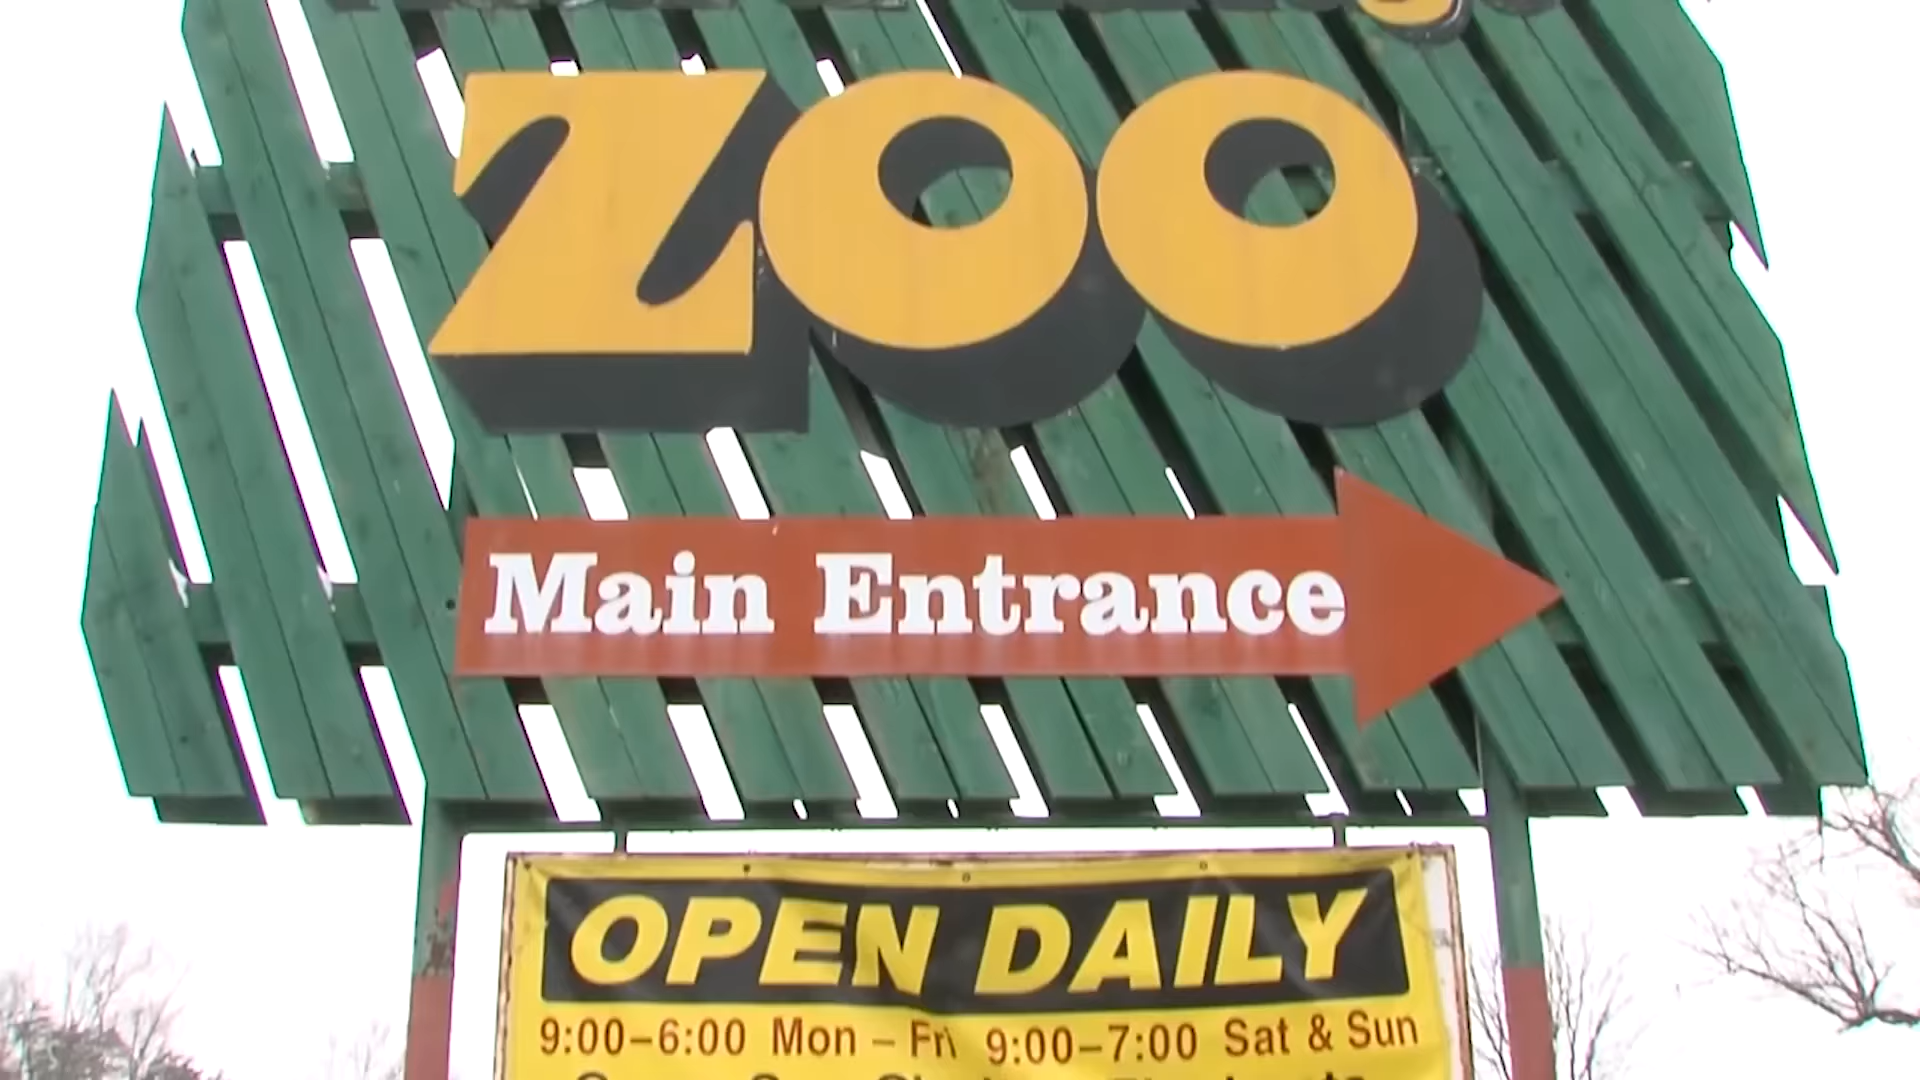 ZOO
Main Entrance
OPEN DAILY
9:00–6:00 Mon – Fri 9:00–7:00 Sat & Sun